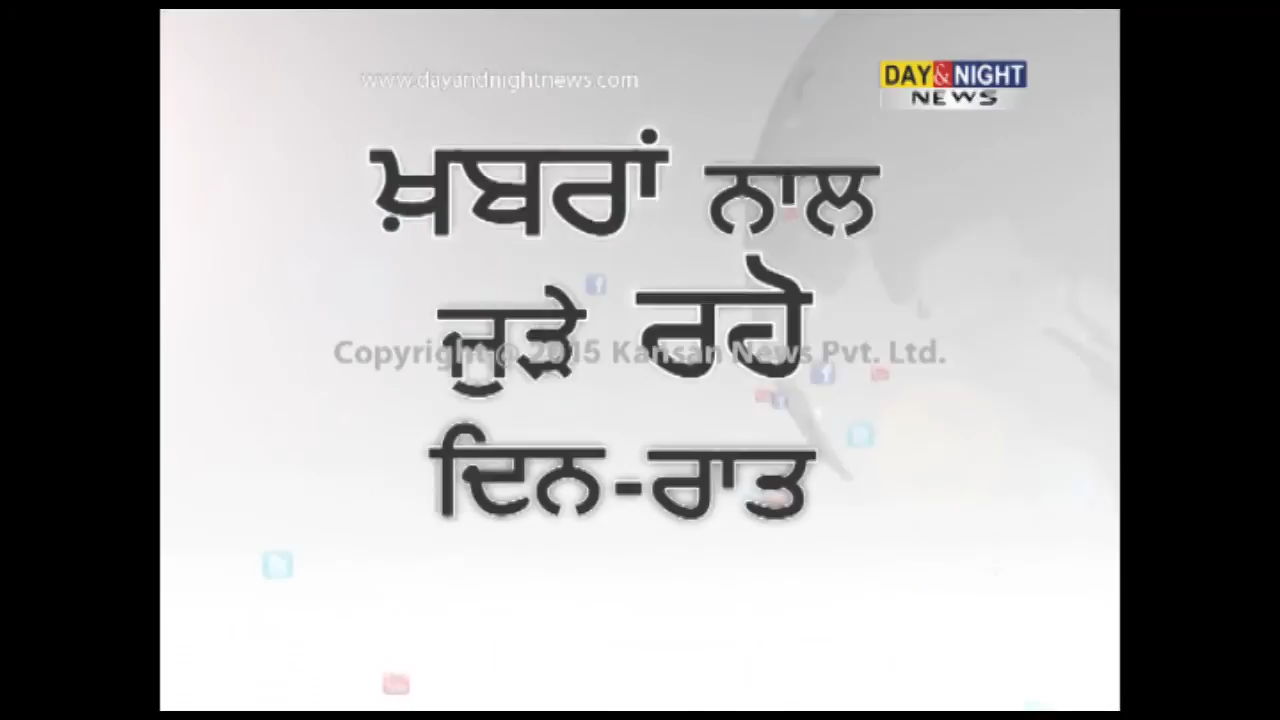 www.dayandnightnews.com
DAY & NIGHT
NEWS
ਖ਼ਬਰਾਂ ਨਾਲ
ਜੁੜੇ ਰਹੋ
Copyright @ 2015 Kansan News Pvt. Ltd.
ਦਿਨ-ਰਾਤ